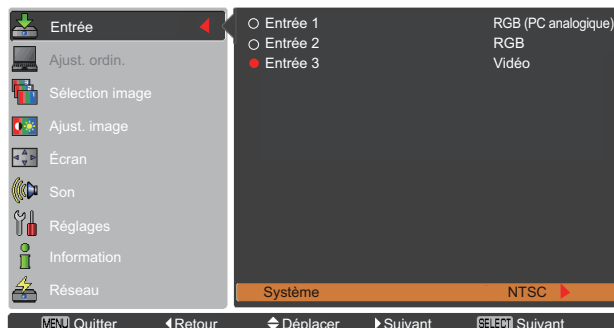 Entrée
Ajust. ordin.
Sélection image
Ajust. image
Écran
Son
Réglages
Information
Réseau
Entrée 1 RGB (PC analogique)
Entrée 2 RGB
Entrée 3 Vidéo
Système NTSC
MENU Quitter Retour Déplacer Suivant SELECT Suivant